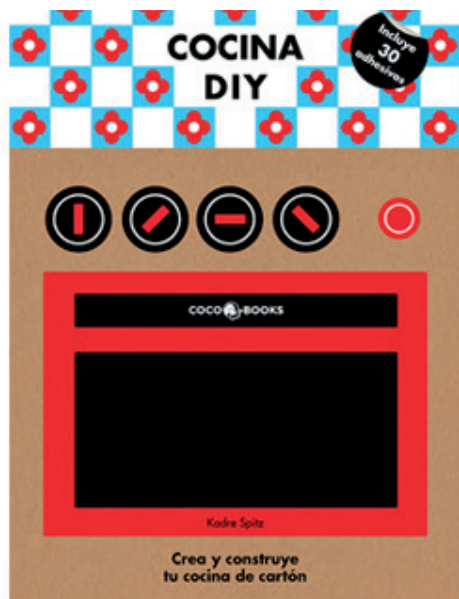 COCINA
DIY
Incluye
30
adhesivos
COCO BOOKS
Kadre Spitz
Crea y construye
tu cocina de cartón